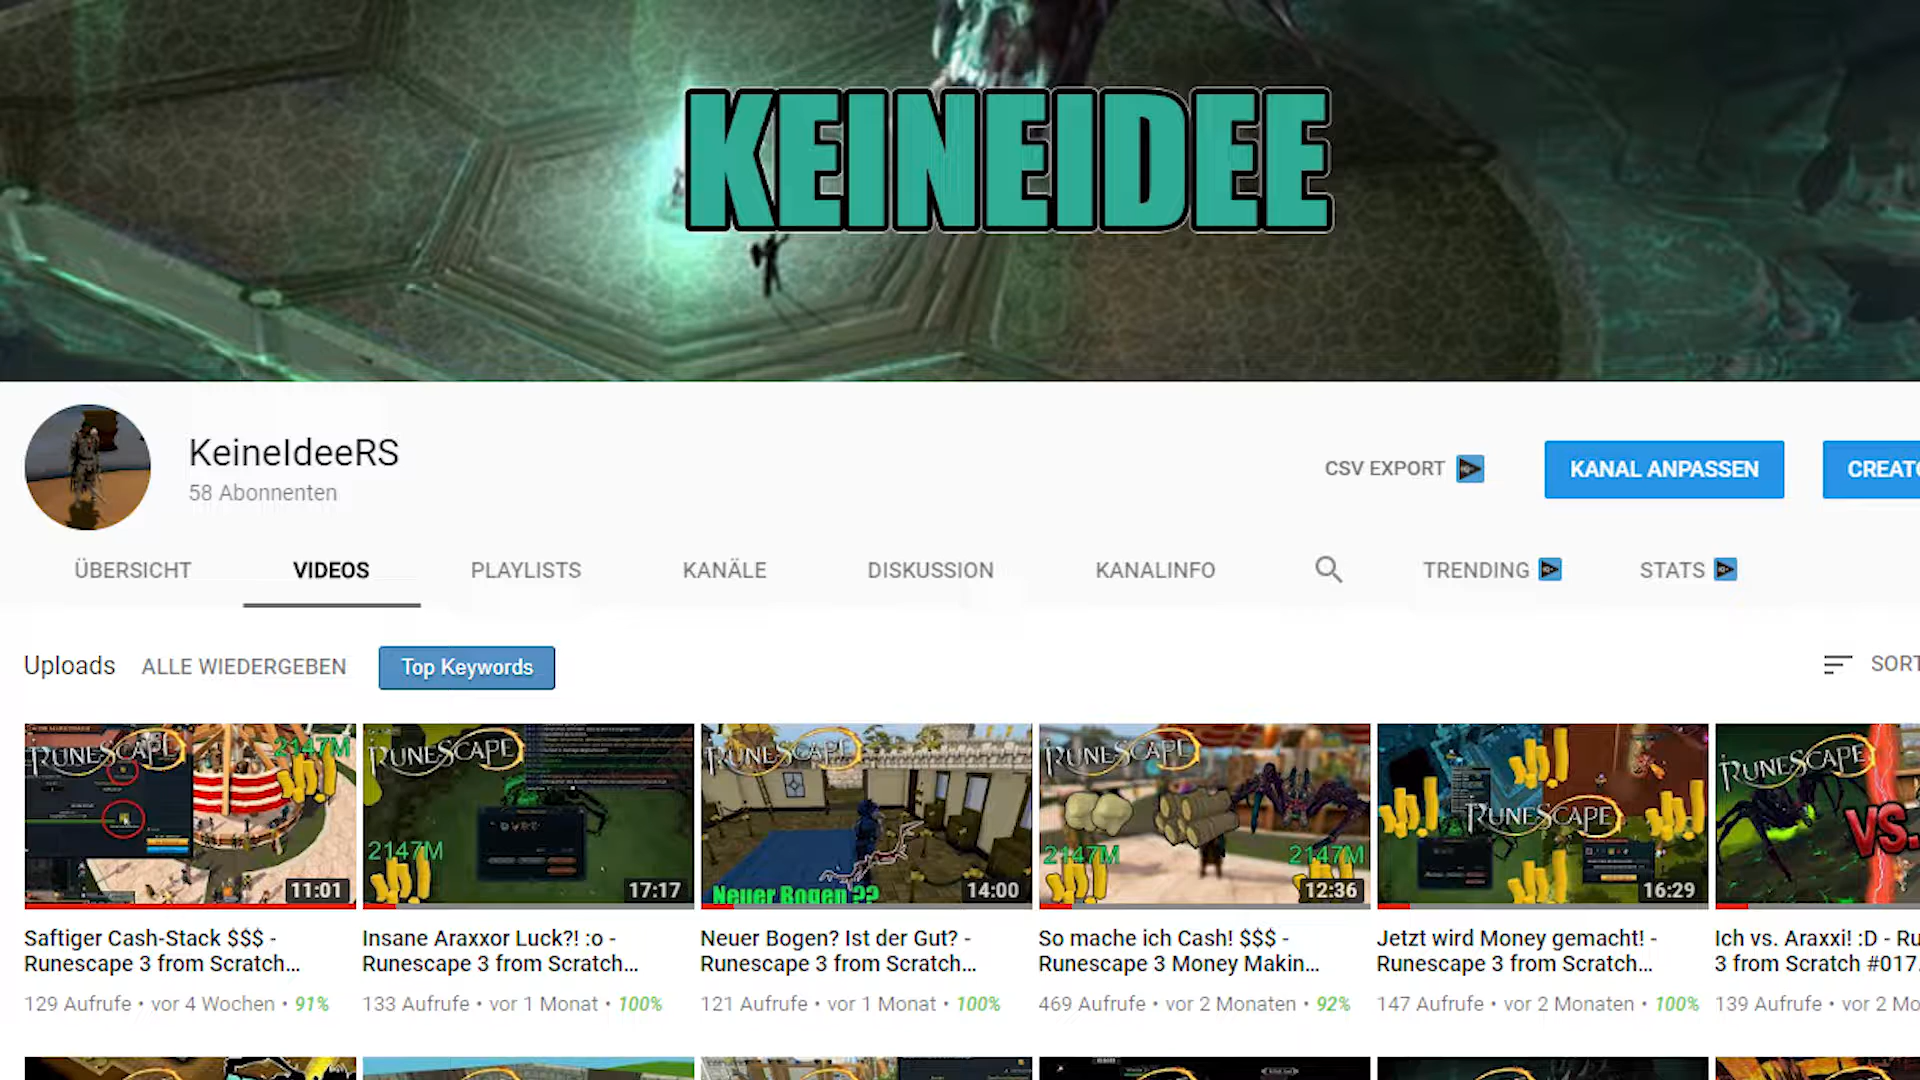 KEINEIDEE
KeineIdeeRS
58 Abonnenten
CSV EXPORT
KANAL ANPASSEN
CREATO
ÜBERSICHT
VIDEOS
PLAYLISTS
KANÄLE
DISKUSSION
KANALINFO
TRENDING
STATS
Uploads
ALLE WIEDERGEBEN
Top Keywords
SORT
RUNESCAPE
2147M
11:01
RUNESCAPE
2147M
17:17
RUNESCAPE
Neuer Bogen ??
14:00
RUNESCAPE
2147M
2147M
12:36
RUNESCAPE
16:29
RUNESCAPE
VS.
Saftiger Cash-Stack $$$ -
Runescape 3 from Scratch...
129 Aufrufe • vor 4 Wochen • 91%
Insane Araxxor Luck?! :o -
Runescape 3 from Scratch...
133 Aufrufe • vor 1 Monat • 100%
Neuer Bogen? Ist der Gut? -
Runescape 3 from Scratch...
121 Aufrufe • vor 1 Monat • 100%
So mache ich Cash! $$$ -
Runescape 3 Money Makin...
469 Aufrufe • vor 2 Monaten • 92%
Jetzt wird Money gemacht! -
Runescape 3 from Scratch...
147 Aufrufe • vor 2 Monaten • 100%
Ich vs. Araxxi! :D - Ru
3 from Scratch #017.
139 Aufrufe • vor 2 Mo